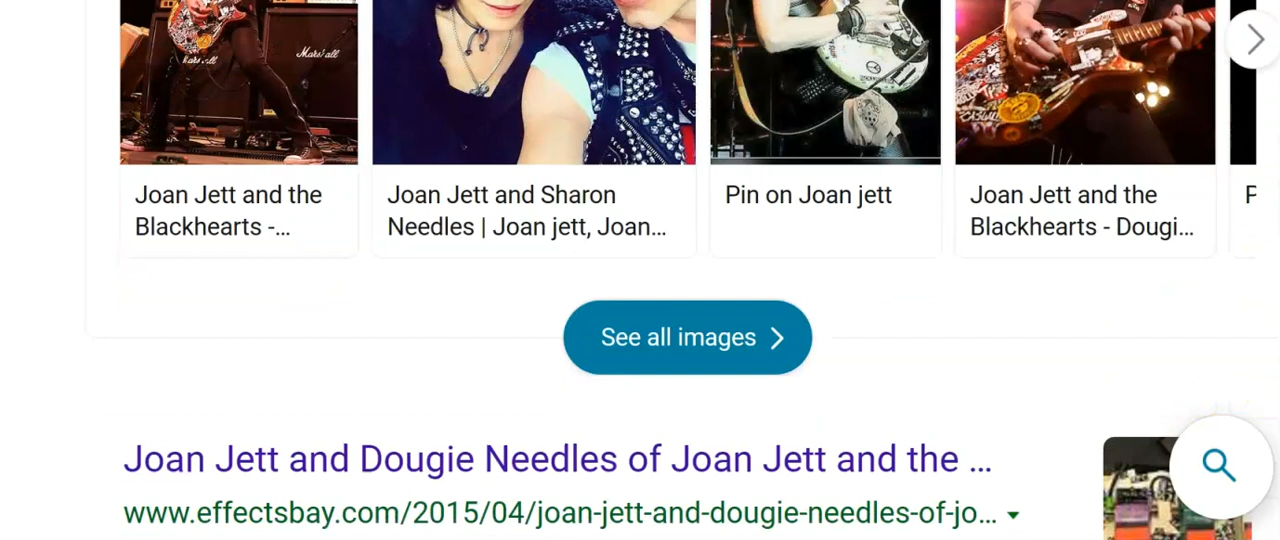 Marshall
Marshall
Joan Jett and the
Blackhearts -...
Joan Jett and Sharon
Needles | Joan jett, Joan...
Pin on Joan jett
Joan Jett and the
Blackhearts - Dougi...
See all images
Joan Jett and Dougie Needles of Joan Jett and the ...
www.effectsbay.com/2015/04/joan-jett-and-dougie-needles-of-jo...